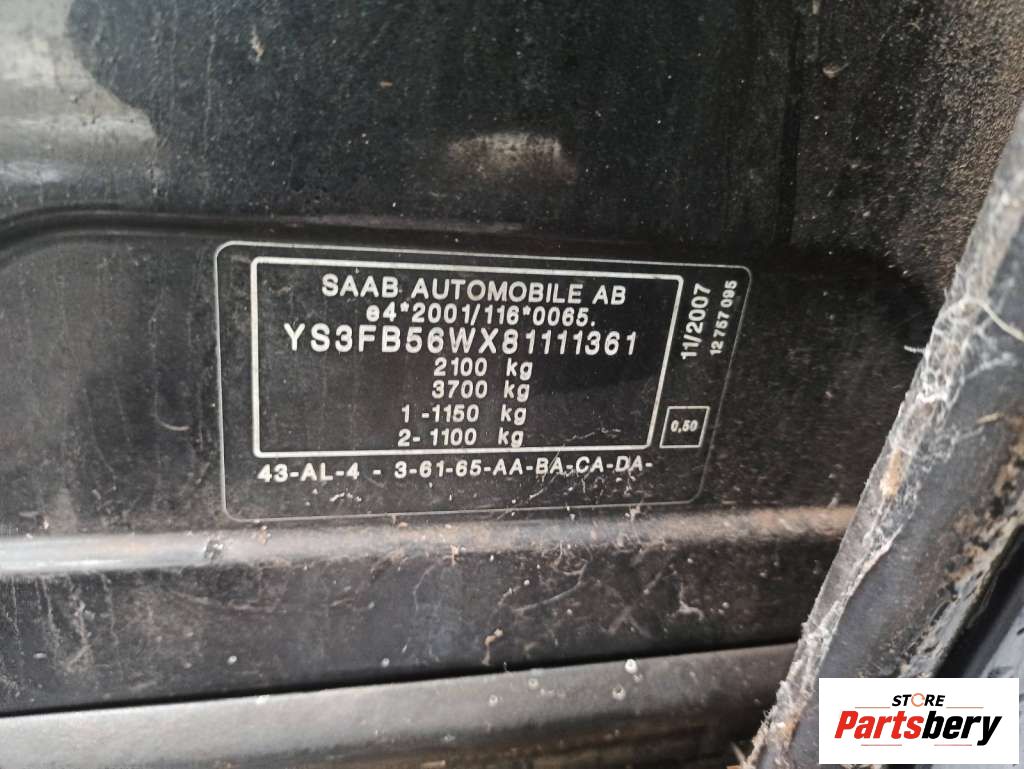 SAAB AUTOMOBILE AB
e4*2001/116*0065.
YS3FB56WX81111361
2100 kg
3700 kg
1-1150 kg
2-1100 kg
43-AL-4 - 3-61-65-AA-BA-CA-DA-
11/2007
12 757 095
0,50
STORE
Partsbery